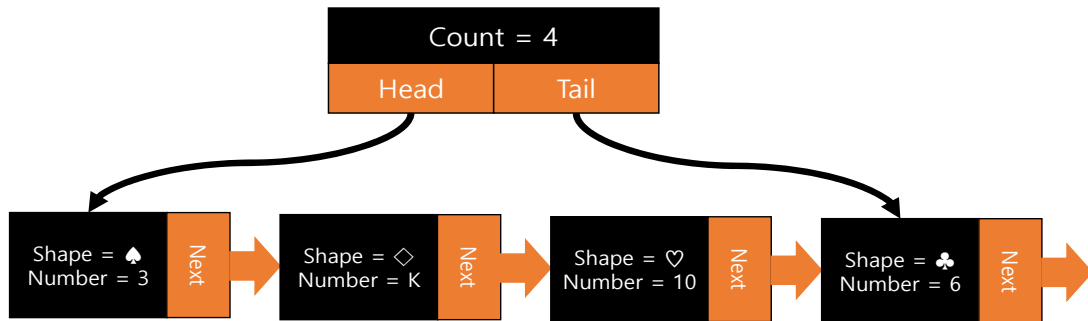 Count = 4
Head
Tail
Shape = ♠
Number = 3
Next
Shape = ♢
Number = K
Next
Shape = ♡
Number = 10
Next
Shape = ♣
Number = 6
Next